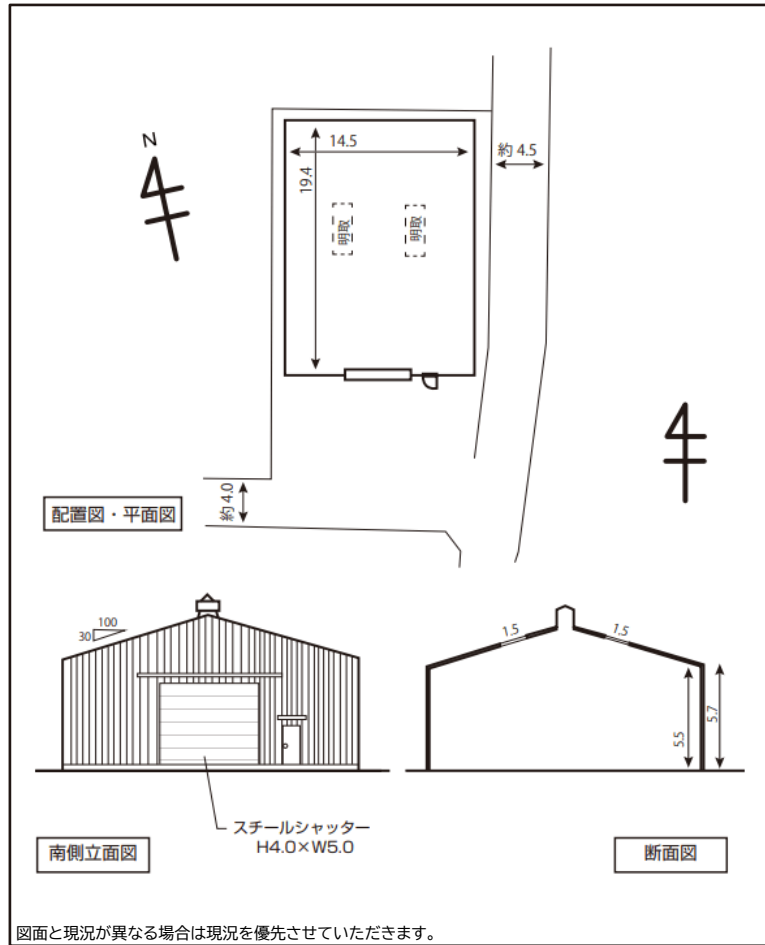 N
14.5
19.4
約 4.5
明取
明取
約 4.0
配置図・平面図
100
30
1.5
1.5
5.5
5.7
スチールシャッター
H4.0×W5.0
南側立面図
断面図
図面と現況が異なる場合は現況を優先させていただきます。